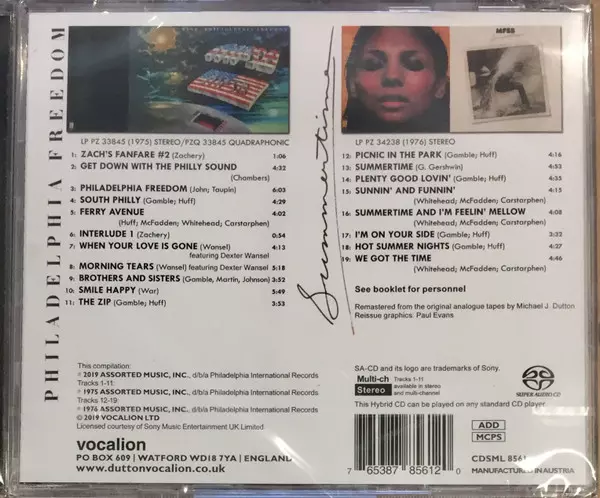 PHILADELPHIA FREEDOM
LP PZ 33845 (1975) STEREO/PZQ 33845 QUADRAPHONIC
1: ZACH'S FANFARE #2 (Zachery) 1:06
2: GET DOWN WITH THE PHILLY SOUND 4:32
(Chambers)
3: PHILADELPHIA FREEDOM (John; Taupin) 6:03
4: SOUTH PHILLY (Gamble; Huff) 4:29
5: FERRY AVENUE 4:02
(Huff; McFadden; Whitehead; Carstarphen)
6: INTERLUDE 1 (Zachery) 0:54
7: WHEN YOUR LOVE IS GONE (Wansel) 4:13
featuring Dexter Wansel
8: MORNING TEARS (Wansel) featuring Dexter Wansel 5:18
9: BROTHERS AND SISTERS (Gamble, Martin, Johnson) 3:52
10: SMILE HAPPY (War) 5:49
11: THE ZIP (Gamble; Huff) 3:53
Summertime
MFSB
LP PZ 34238 (1976) STEREO
12: PICNIC IN THE PARK (Gamble; Huff) 4:16
13: SUMMERTIME (G. Gershwin) 4:53
14: PLENTY GOOD LOVIN' (Gamble; Huff) 4:35
15: SUNNIN' AND FUNNIN' 4:15
(Whitehead; McFadden; Carstarphen)
16: SUMMERTIME AND I'M FEELIN' MELLOW 4:08
(Whitehead; McFadden; Carstarphen)
17: I'M ON YOUR SIDE (Gamble; Huff) 3:32
18: HOT SUMMER NIGHTS (Gamble; Huff) 4:27
19: WE GOT THE TIME 4:46
(Whitehead; McFadden; Carstarphen)
See booklet for personnel
Remastered from the original analogue tapes by Michael J. Dutton
Reissue graphics: Paul Evans
This compilation:
℗ 2019 ASSORTED MUSIC, INC., d/b/a Philadelphia International Records
Tracks 1-11:
℗ 1975 ASSORTED MUSIC, INC., d/b/a Philadelphia International Records
Tracks 12-19:
℗ 1976 ASSORTED MUSIC, INC., d/b/a Philadelphia International Records
© 2019 VOCALION LTD
Licensed courtesy of Sony Music Entertainment UK Limited
vocalion
PO BOX 609 | WATFORD WD18 7YA | ENGLAND
www.duttonvocalion.co.uk
SA-CD and its logo are trademarks of Sony.
Multi-ch Stereo
Tracks 1-11 available in stereo and multi-channel
SUPER AUDIO CD
This Hybrid CD can be played on any standard CD player.
ADD
MCPS
CDSML 8561
7 65387 85612 0
MANUFACTURED IN AUSTRIA